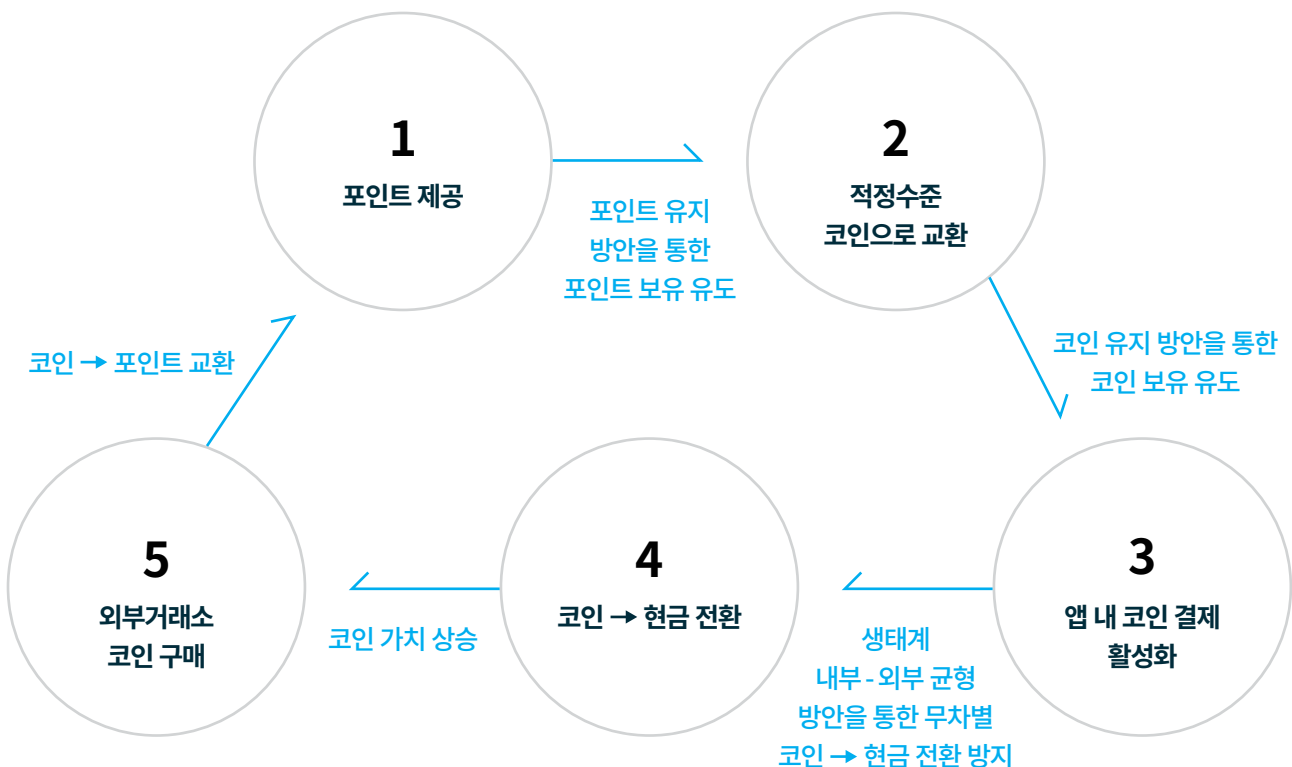 1
포인트 제공
포인트 유지
방안을 통한
포인트 보유 유도
2
적정수준
코인으로 교환
코인 유지 방안을 통한
코인 보유 유도
3
앱 내 코인 결제
활성화
생태계
내부 - 외부 균형
방안을 통한 무차별
코인 → 현금 전환 방지
4
코인 → 현금 전환
코인 가치 상승
5
외부거래소
코인 구매
코인 → 포인트 교환